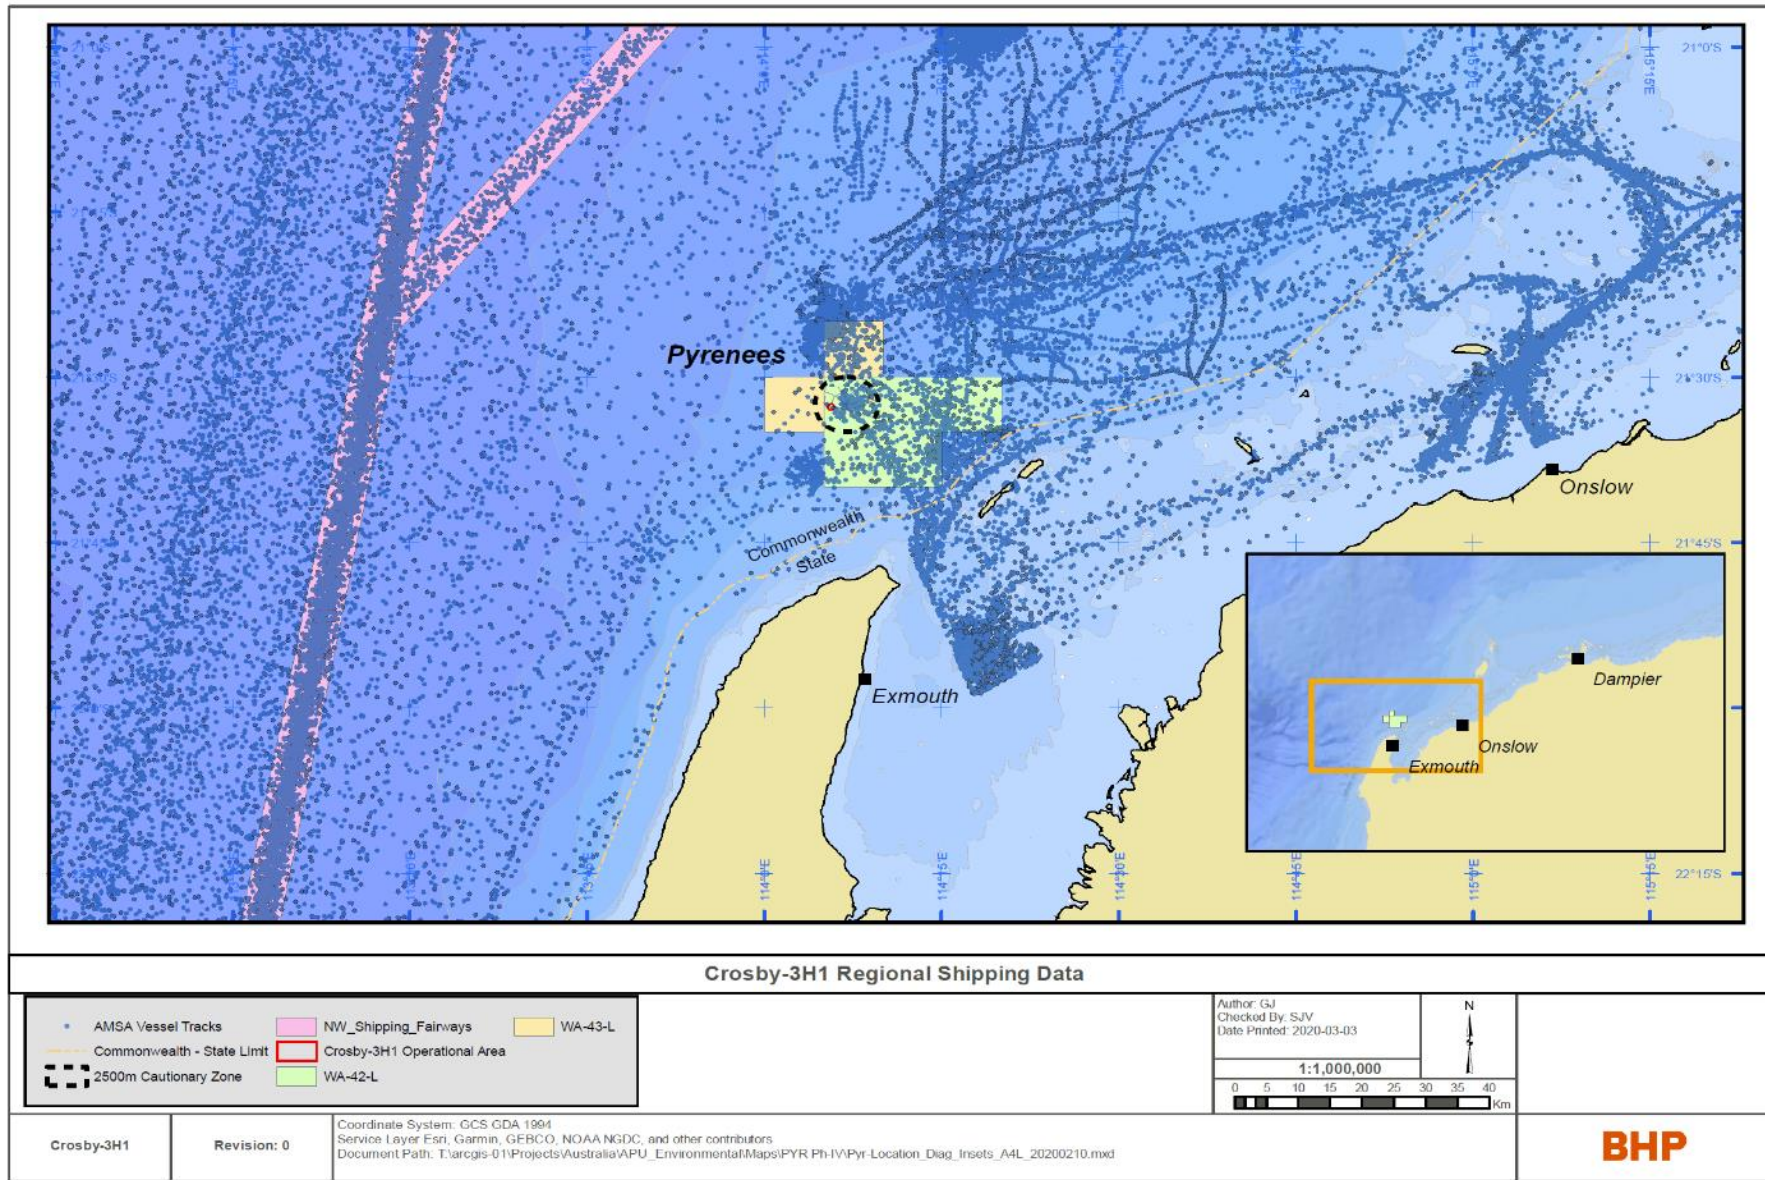 21°0'S
115°15'E
Pyrenees
21°30'S
21°30'S
Onslow
Commonwealth
State
21°45'S
Exmouth
Dampier
Onslow
Exmouth
114°0'E
114°30'E
114°45'E
115°0'E
22°15'S
Crosby-3H1 Regional Shipping Data
AMSA Vessel Tracks
NW_Shipping_Fairways
WA-43-L
Commonwealth - State Limit
Crosby-3H1 Operational Area
2500m Cautionary Zone
WA-42-L
Author: GJ
Checked By: SJV
Date Printed: 2020-03-03
N
1:1,000,000
0 5 10 15 20 25 30 35 40
Km
Crosby-3H1
Revision: 0
Coordinate System: GCS GDA 1994
Service Layer Esri, Garmin, GEBCO, NOAA NGDC, and other contributors
Document Path: T:\arcgis-01\Projects\Australia\APU_Environmental\Maps\PYR Ph-IV\Pyr-Location_Diag_Insets_A4L_20200210.mxd
BHP